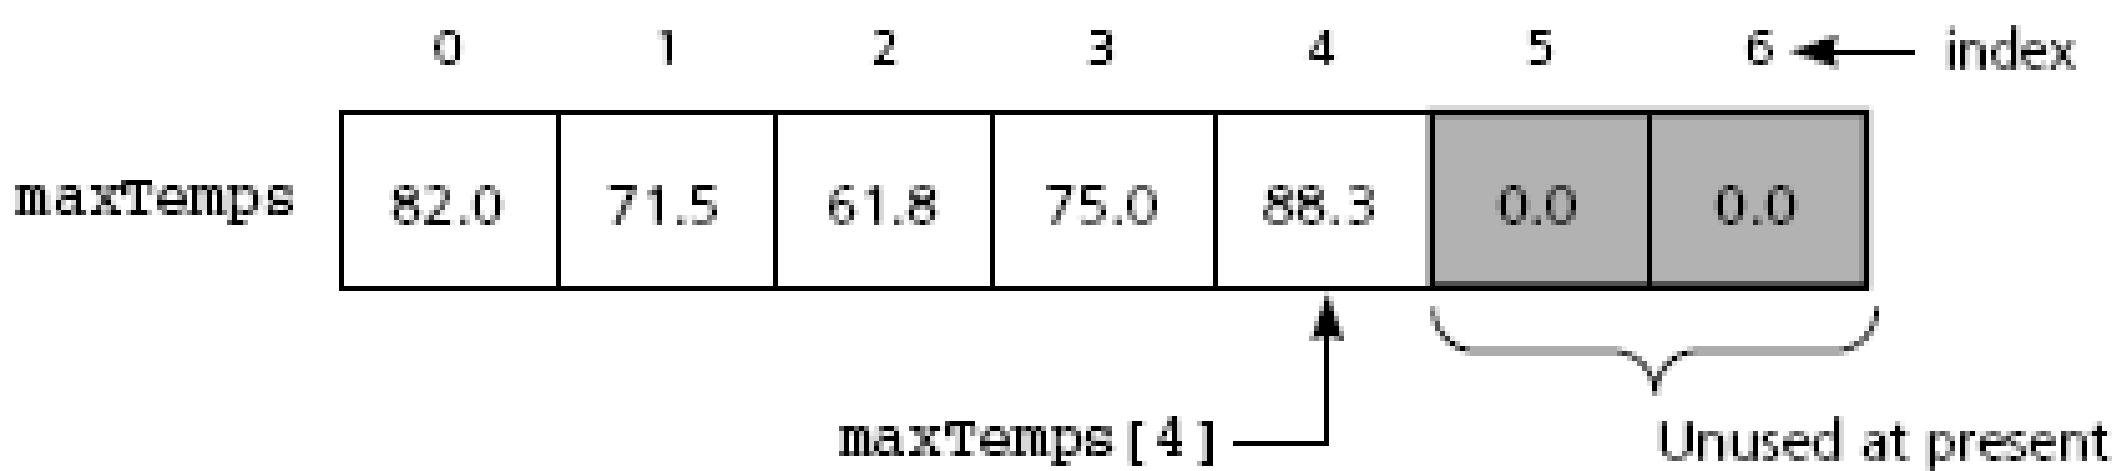 0 1 2 3 4 5 6 index
maxTemps 82.0 71.5 61.8 75.0 88.3 0.0 0.0
maxTemps[4] Unused at present